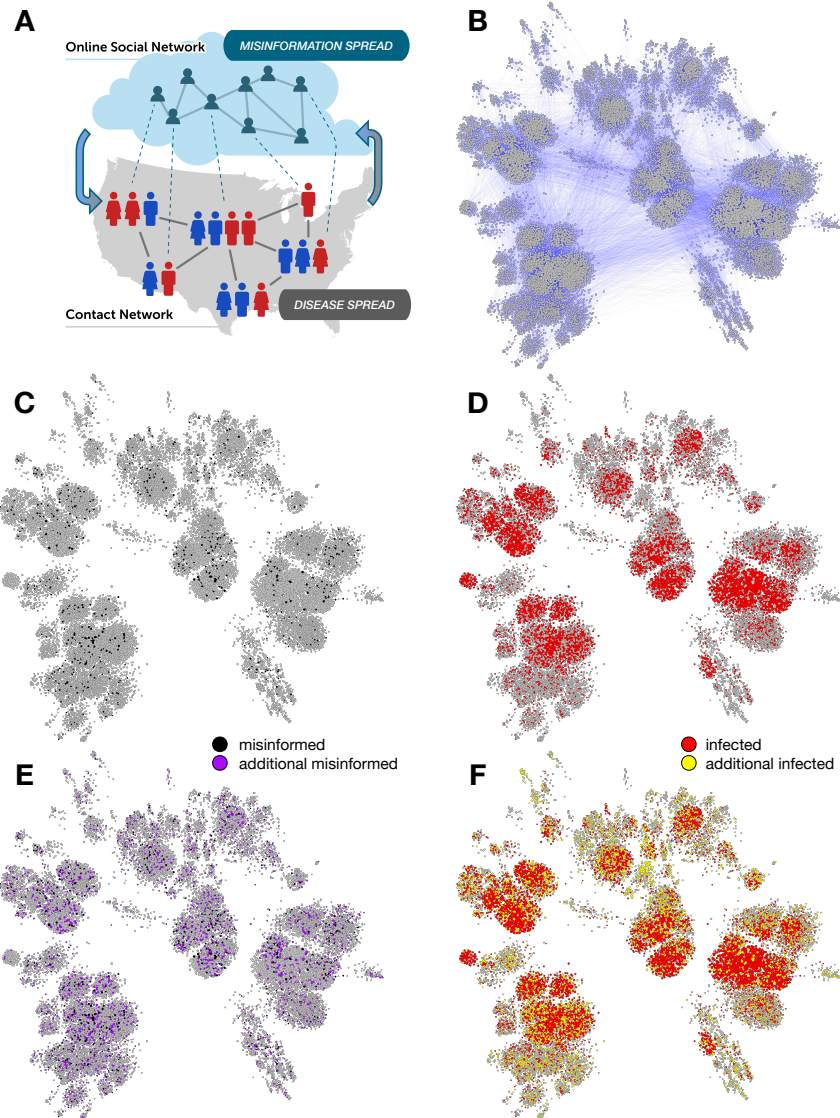 A
Online Social Network
MISINFORMATION SPREAD
Contact Network
DISEASE SPREAD
B
C
D
misinformed
additional misinformed
infected
additional infected
E
F